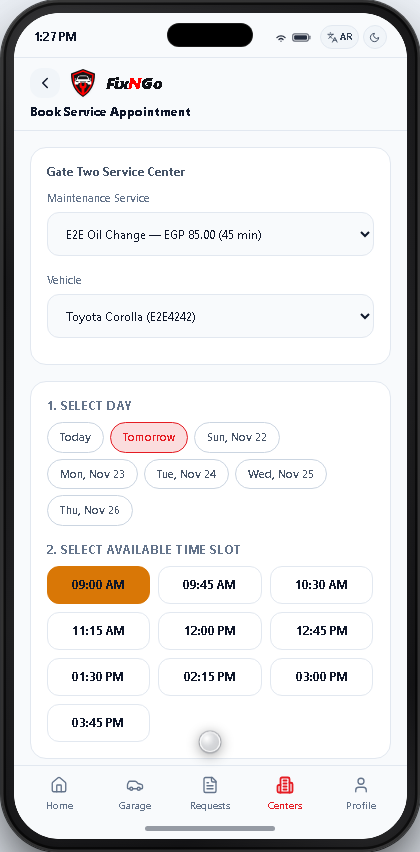 1:27 PM AR
FixNGo
Book Service Appointment
Gate Two Service Center
Maintenance Service
E2E Oil Change — EGP 85.00 (45 min)
Vehicle
Toyota Corolla (E2E4242)
1. SELECT DAY
Today Tomorrow Sun, Nov 22
Mon, Nov 23 Tue, Nov 24 Wed, Nov 25
Thu, Nov 26
2. SELECT AVAILABLE TIME SLOT
09:00 AM 09:45 AM 10:30 AM
11:15 AM 12:00 PM 12:45 PM
01:30 PM 02:15 PM 03:00 PM
03:45 PM
Home Garage Requests Centers Profile